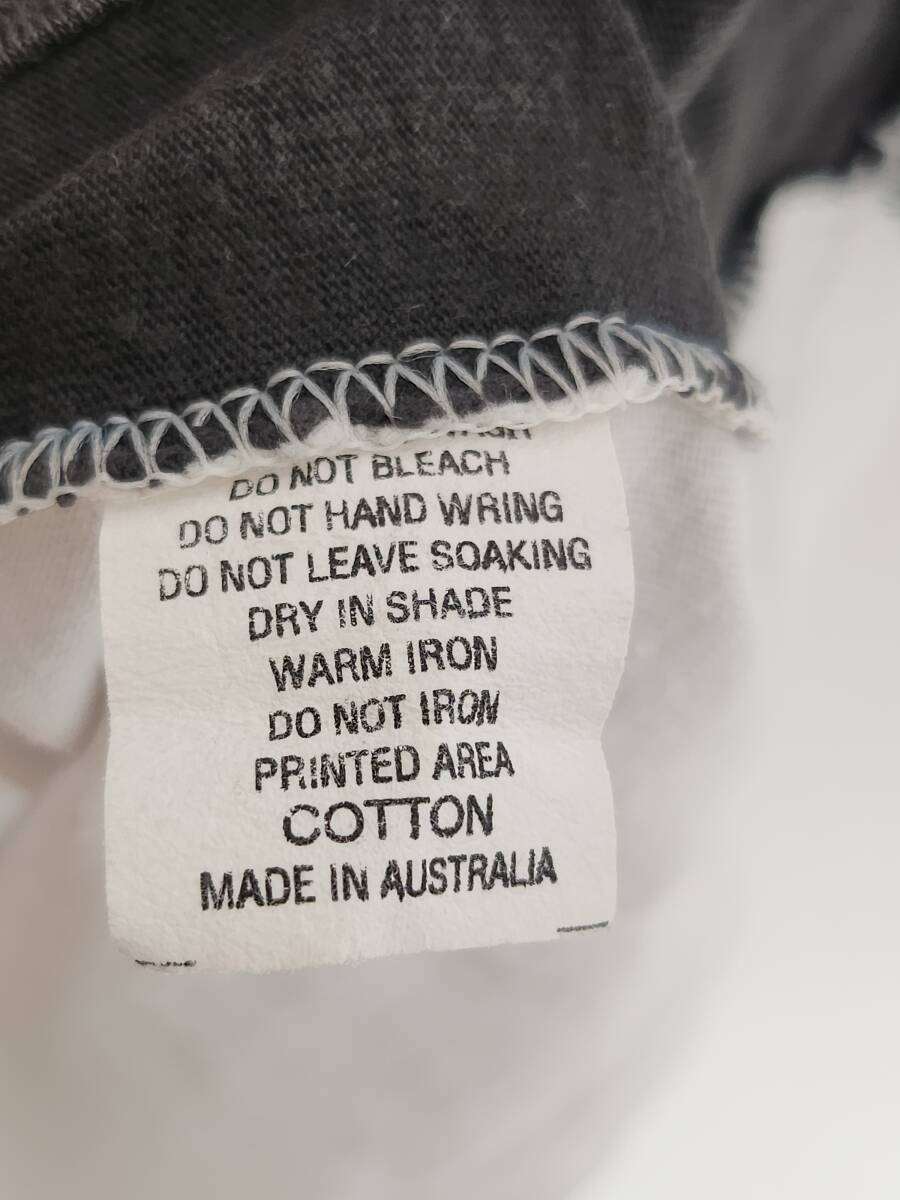 DO NOT BLEACH
DO NOT HAND WRING
DO NOT LEAVE SOAKING
DRY IN SHADE
WARM IRON
DO NOT IRON
PRINTED AREA
COTTON
MADE IN AUSTRALIA